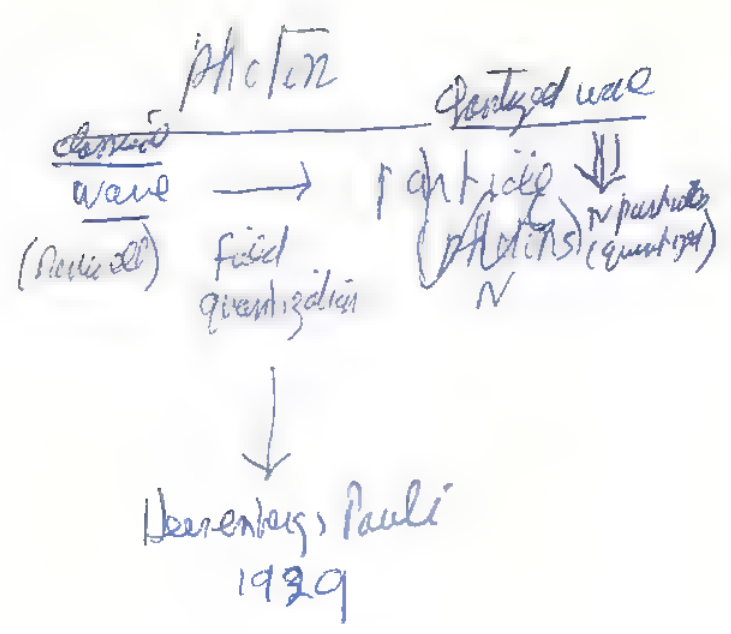 photon
quantized wave
classical
wave → particle ⇓
(Maxwell) (photons) N particles
field N (quantized)
quantization
↓
Heisenberg, Pauli
1929